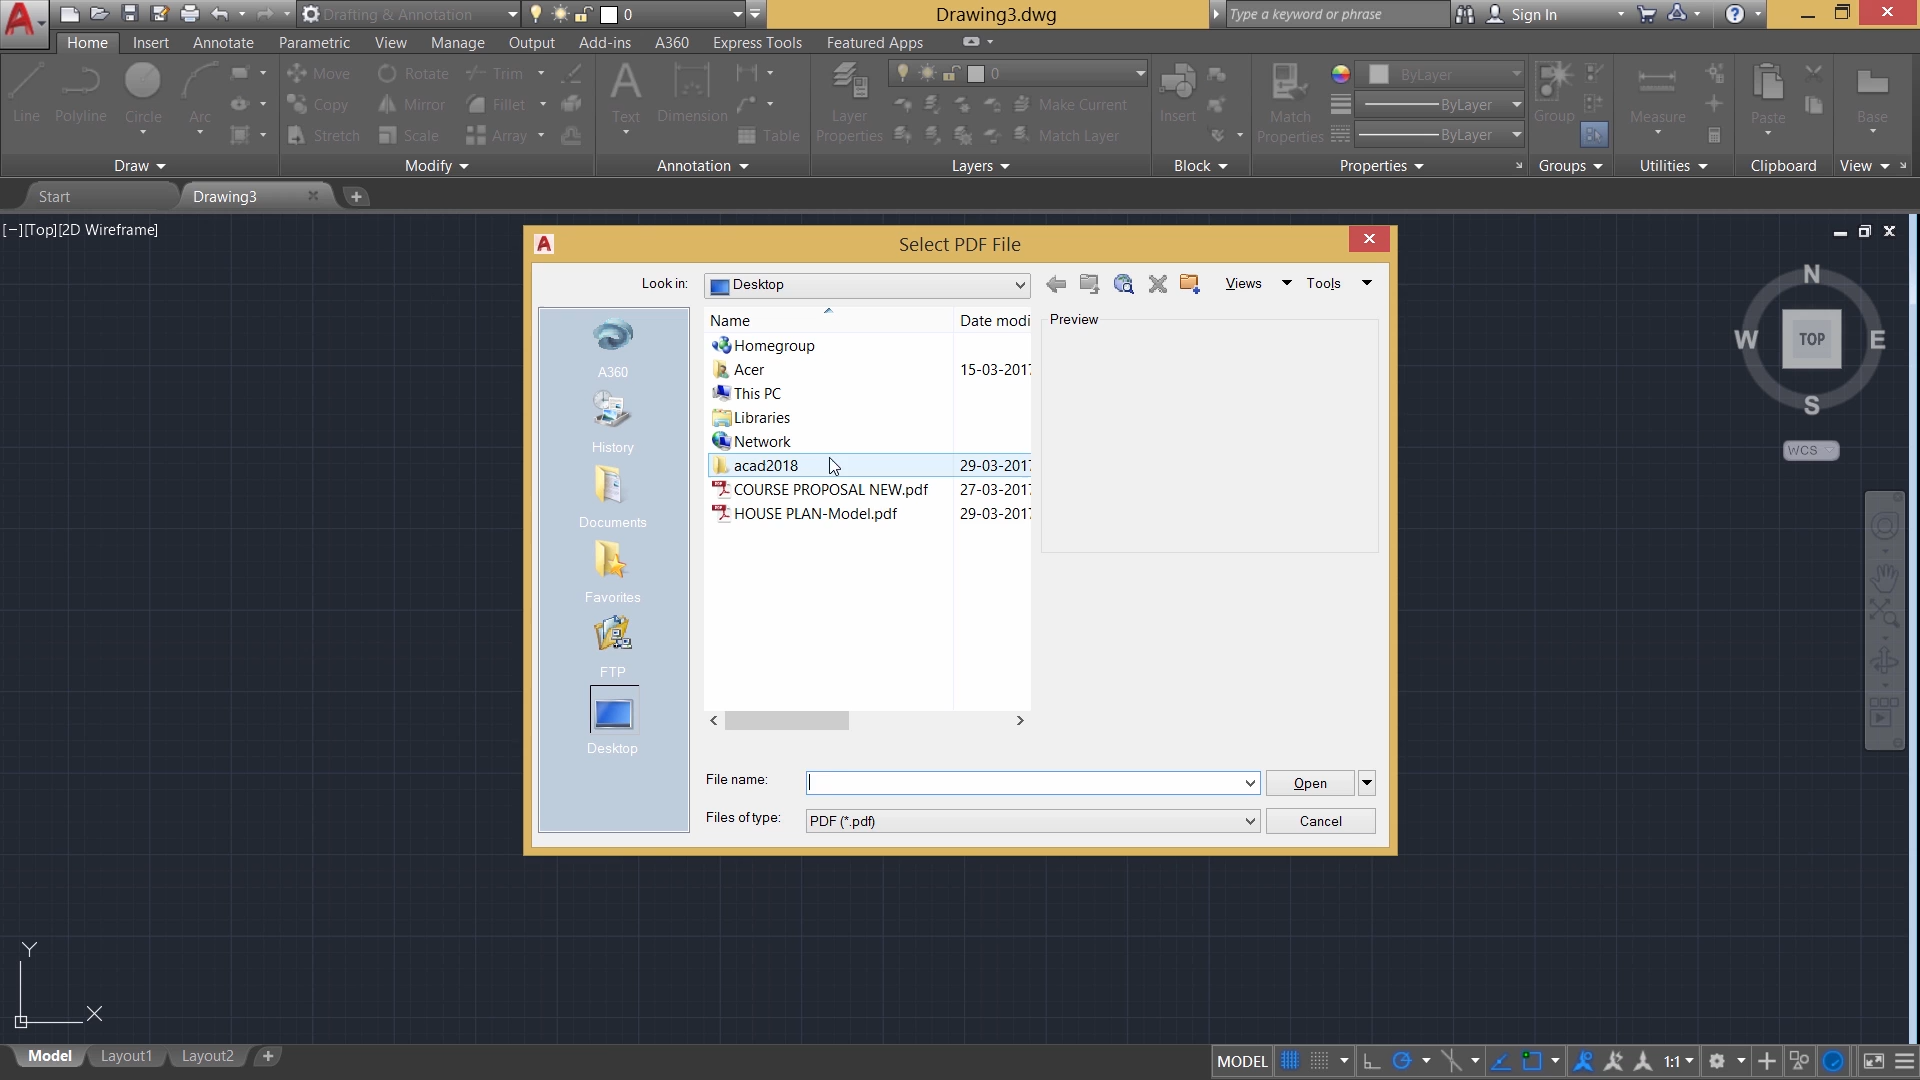 Drafting & Annotation 0 Drawing3.dwg Type a keyword or phrase Sign In
Home Insert Annotate Parametric View Manage Output Add-ins A360 Express Tools Featured Apps
Move Rotate Trim 0 ByLayer
Line Polyline Circle Arc Copy Mirror Fillet Text Dimension Layer Properties Make Current Insert Match Properties ByLayer Group Measure Paste Base
Stretch Scale Array Table Match Layer ByLayer
Draw Modify Annotation Layers Block Properties Groups Utilities Clipboard View
Start Drawing3
[−][Top][2D Wireframe]
Select PDF File
Look in: Desktop Views Tools
Name Date modi Preview
Homegroup
Acer 15-03-2017
This PC
Libraries
Network
acad2018 29-03-2017
COURSE PROPOSAL NEW.pdf 27-03-2017
HOUSE PLAN-Model.pdf 29-03-2017
A360
History
Documents
Favorites
FTP
Desktop
File name: Open
Files of type: PDF (*.pdf) Cancel
N
W TOP E
S
WCS
Y
X
Model Layout1 Layout2
MODEL 1:1